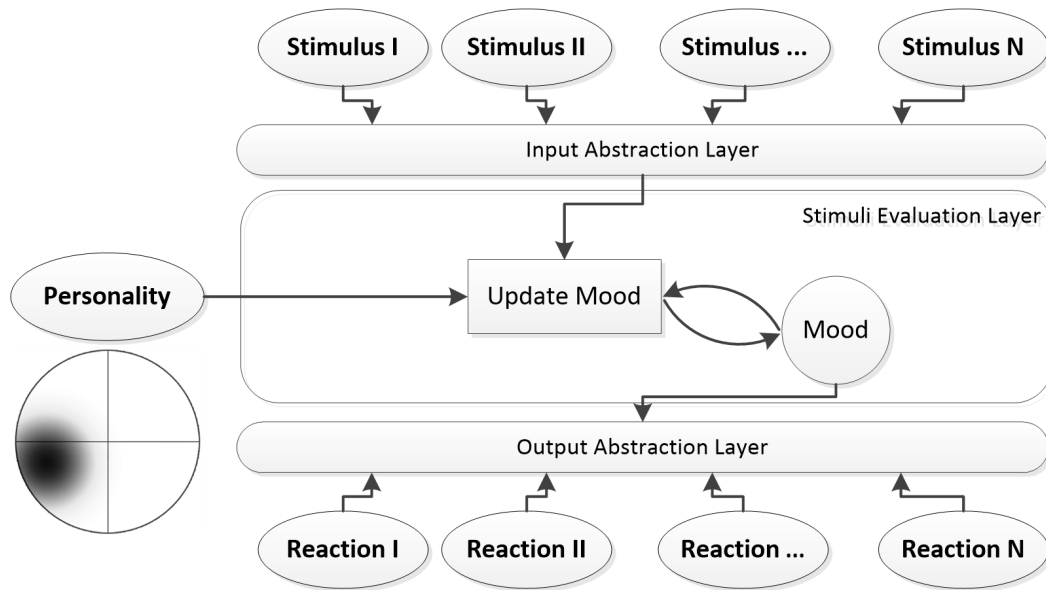 Stimulus I
Stimulus II
Stimulus ...
Stimulus N
Input Abstraction Layer
Stimuli Evaluation Layer
Personality
Update Mood
Mood
Output Abstraction Layer
Reaction I
Reaction II
Reaction ...
Reaction N